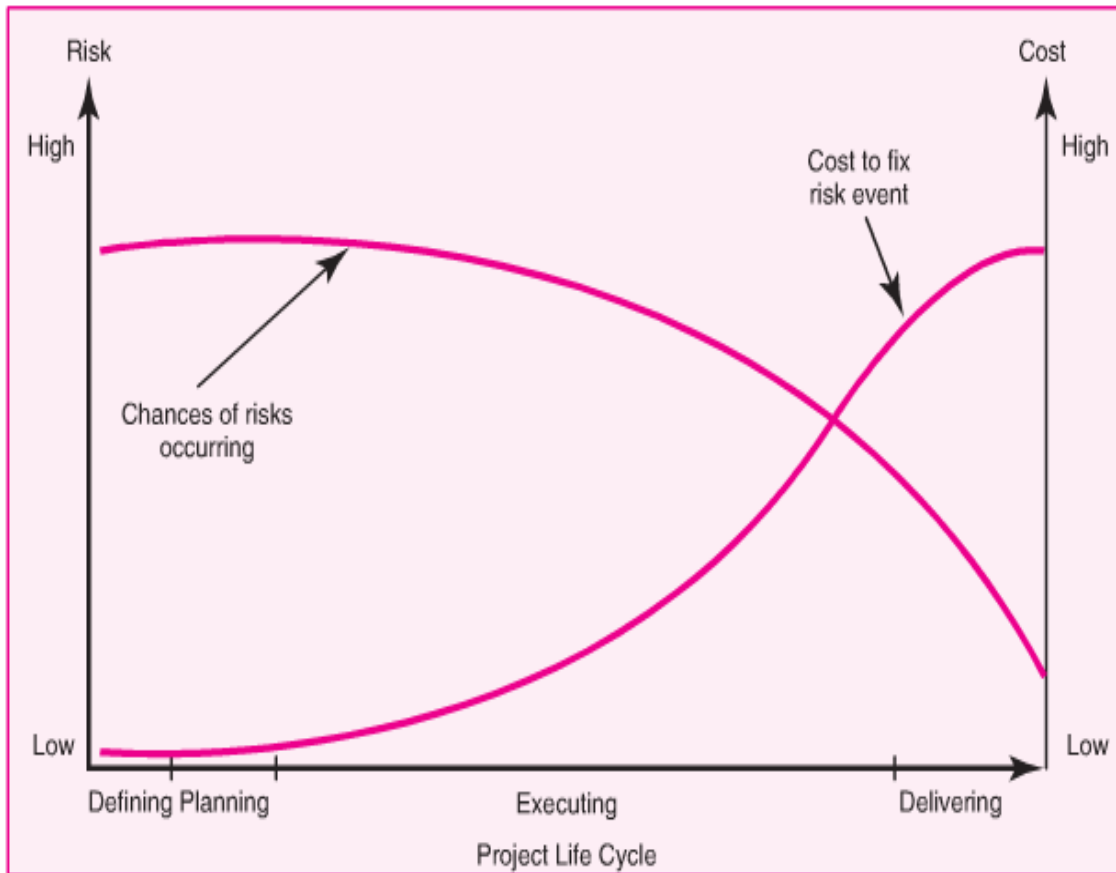 Risk
Cost
High
High
Cost to fix
risk event
Chances of risks
occurring
Low
Low
Defining Planning
Executing
Delivering
Project Life Cycle